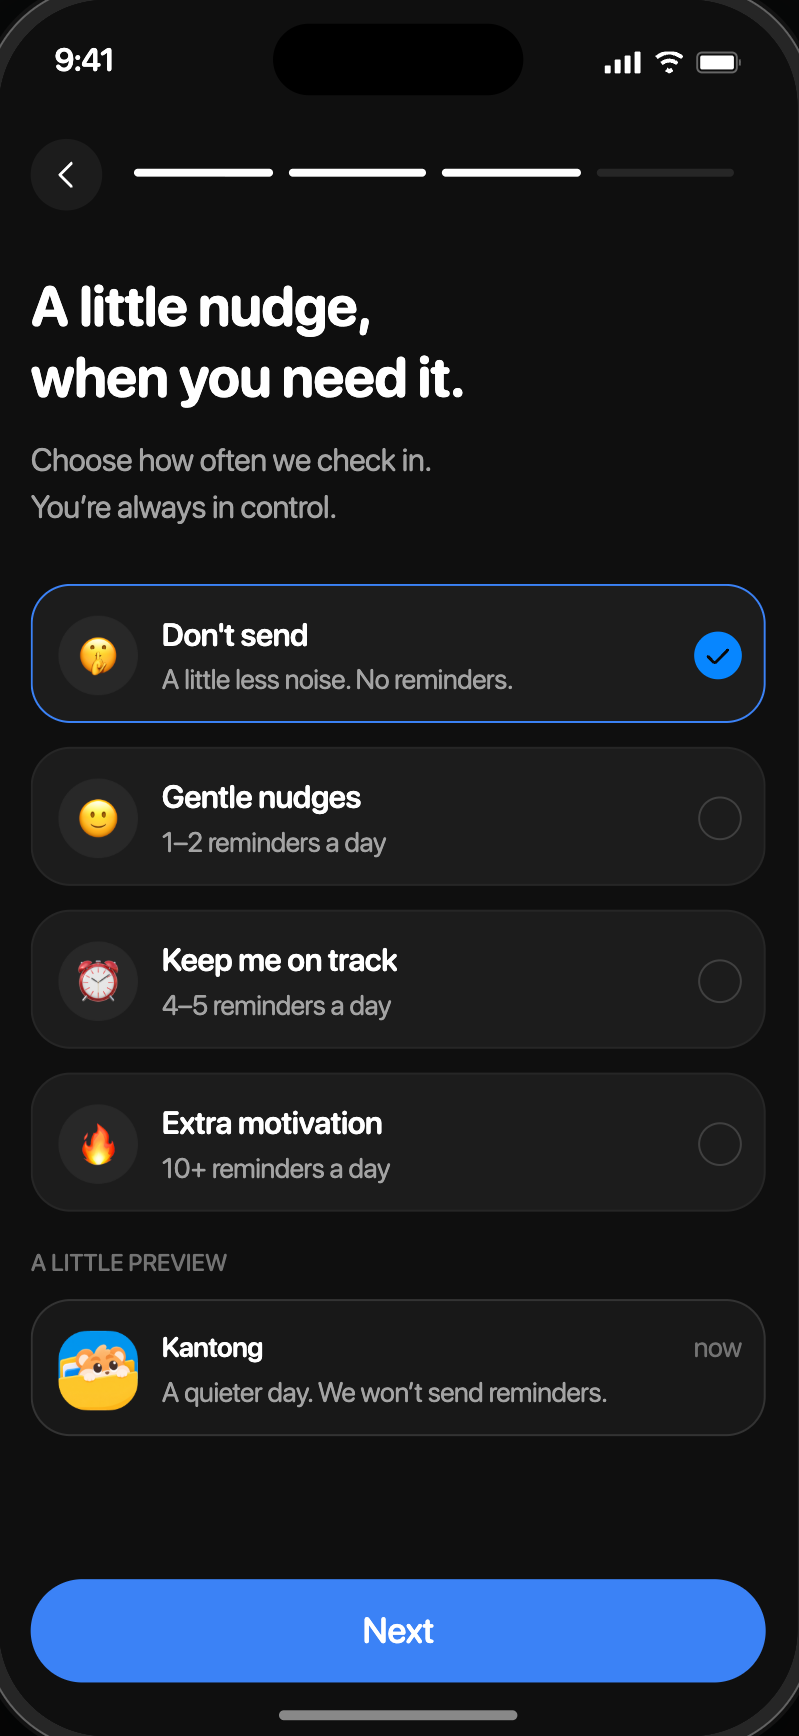 9:41
A little nudge,
when you need it.
Choose how often we check in.
You’re always in control.
Don't send
A little less noise. No reminders.
Gentle nudges
1–2 reminders a day
Keep me on track
4–5 reminders a day
Extra motivation
10+ reminders a day
A LITTLE PREVIEW
Kantong
now
A quieter day. We won’t send reminders.
Next